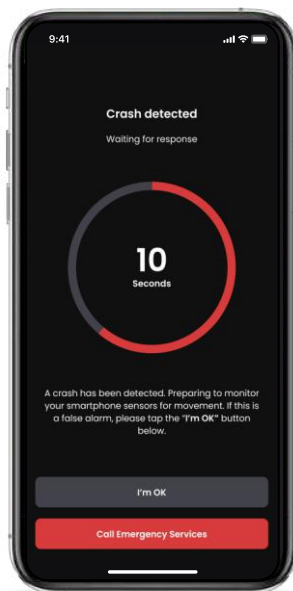 9:41
Crash detected
Waiting for response
10
Seconds
A crash has been detected. Preparing to monitor
your smartphone sensors for movement. If this is
a false alarm, please tap the "I'm OK" button
below.
I'm OK
Call Emergency Services